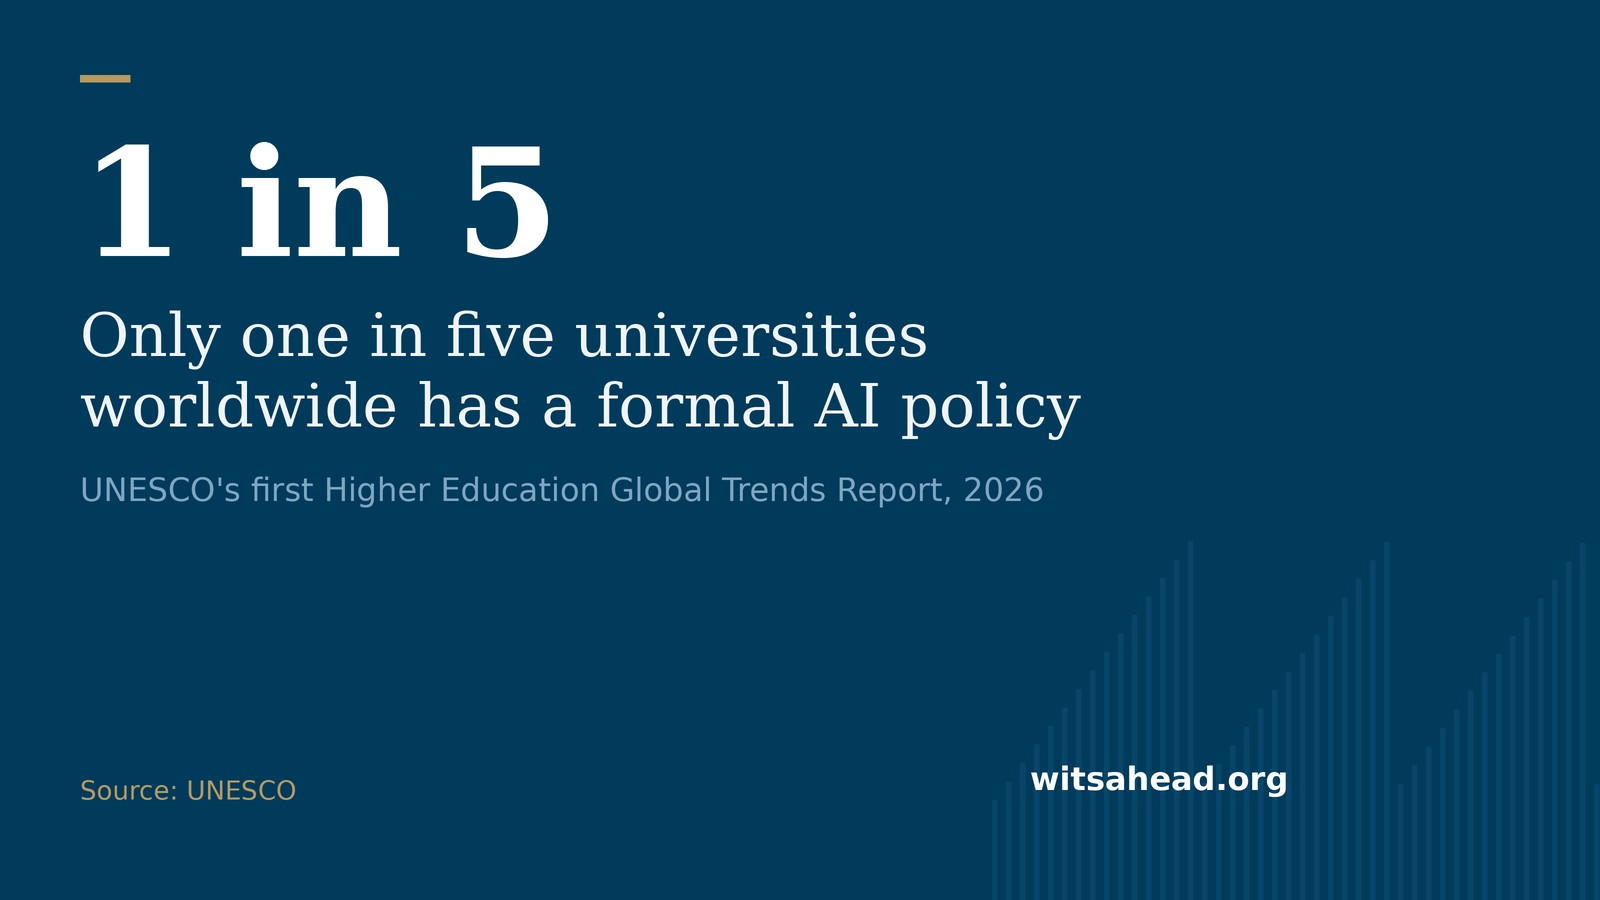 1 in 5
Only one in five universities
worldwide has a formal AI policy
UNESCO's first Higher Education Global Trends Report, 2026
Source: UNESCO
witsahead.org